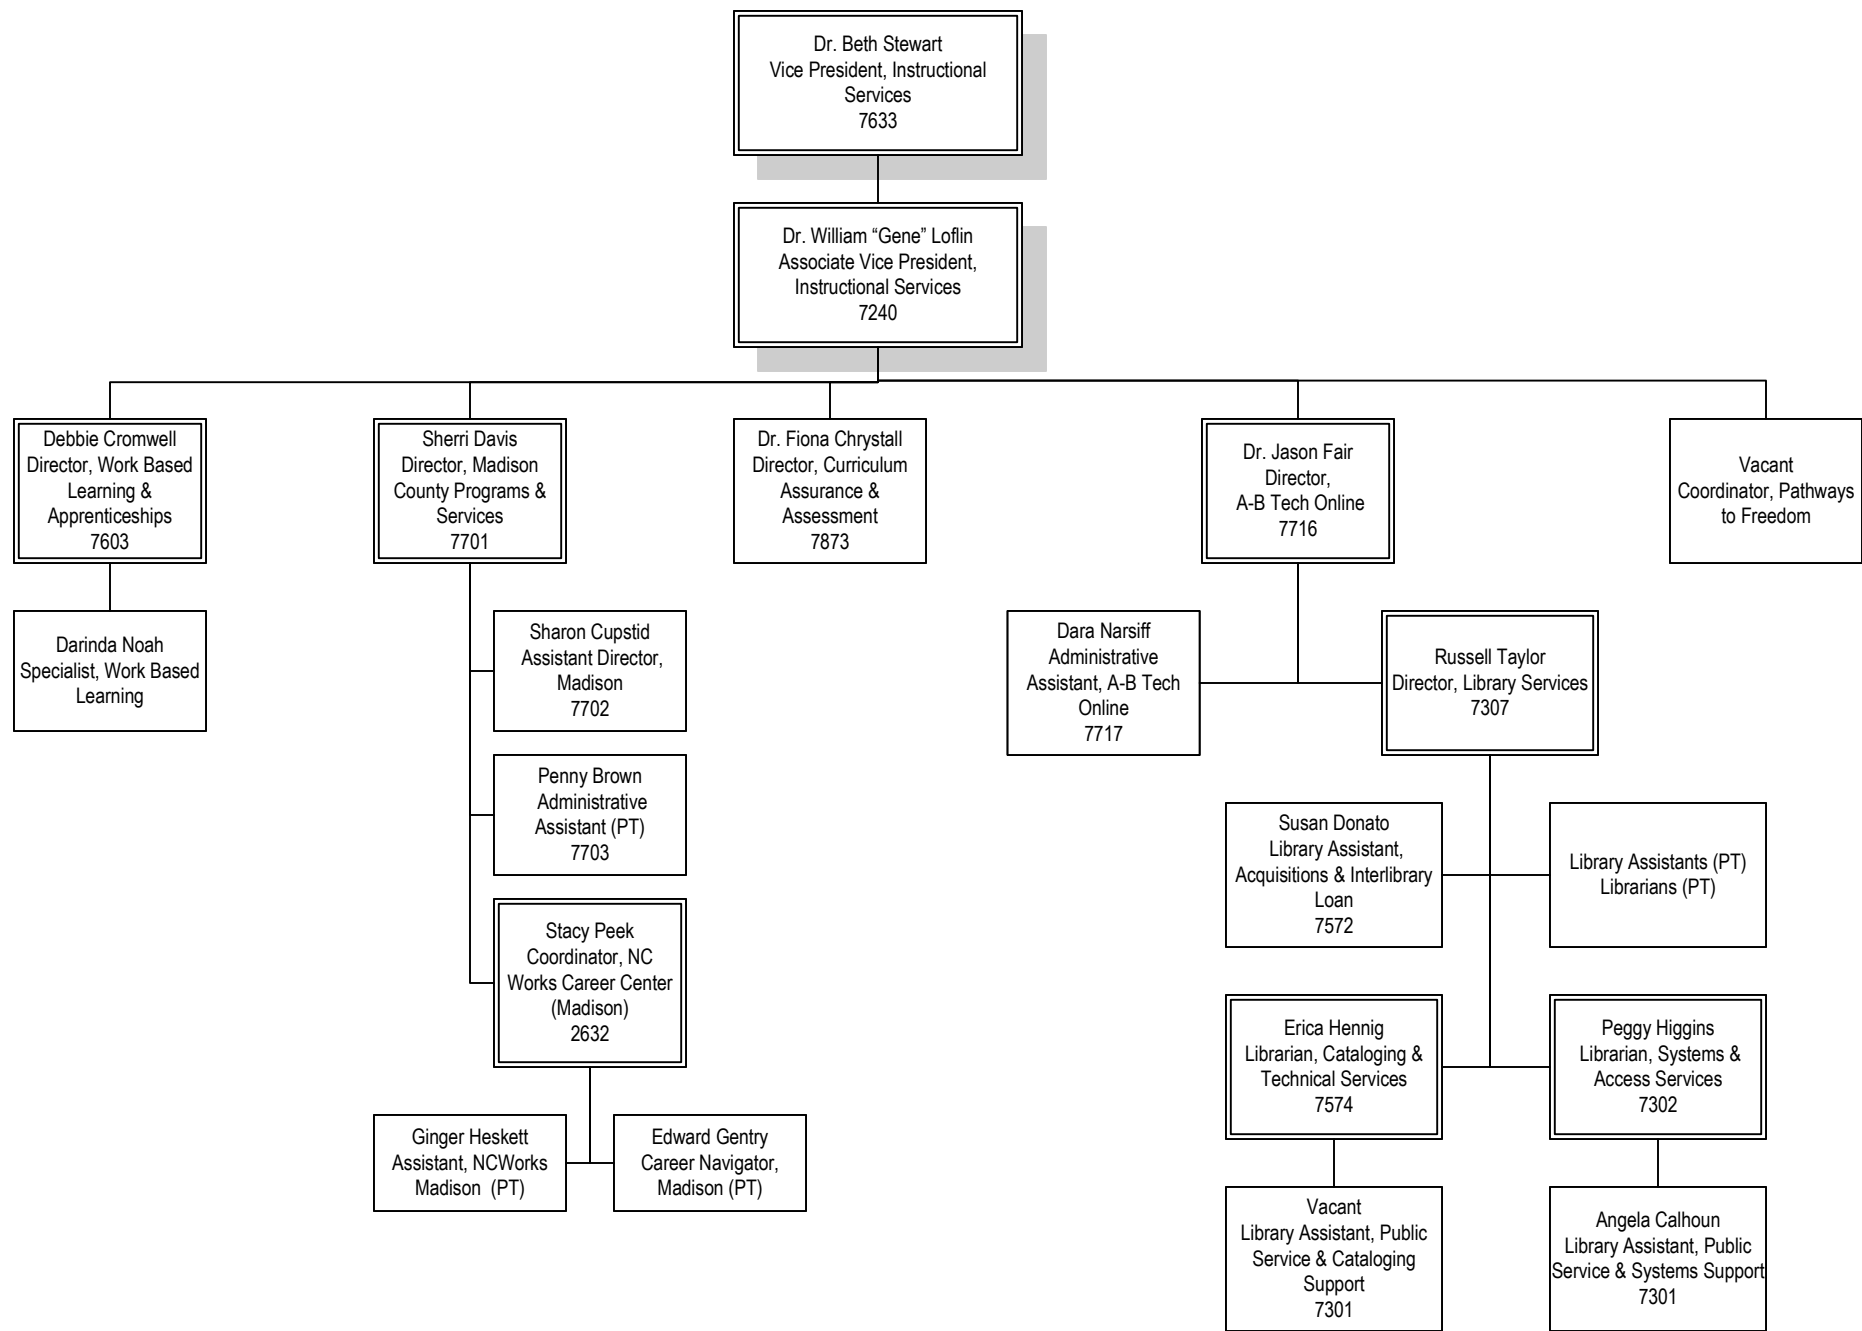 Dr. Beth Stewart
Vice President, Instructional
Services
7633
Dr. William “Gene” Loflin
Associate Vice President,
Instructional Services
7240
Debbie Cromwell
Director, Work Based
Learning &
Apprenticeships
7603
Sherri Davis
Director, Madison
County Programs &
Services
7701
Dr. Fiona Chrystall
Director, Curriculum
Assurance &
Assessment
7873
Dr. Jason Fair
Director,
A-B Tech Online
7716
Vacant
Coordinator, Pathways
to Freedom
Darinda Noah
Specialist, Work Based
Learning
Sharon Cupstid
Assistant Director,
Madison
7702
Penny Brown
Administrative
Assistant (PT)
7703
Stacy Peek
Coordinator, NC
Works Career Center
(Madison)
2632
Ginger Heskett
Assistant, NCWorks
Madison (PT)
Edward Gentry
Career Navigator,
Madison (PT)
Dara Narsiff
Administrative
Assistant, A-B Tech
Online
7717
Russell Taylor
Director, Library Services
7307
Susan Donato
Library Assistant,
Acquisitions & Interlibrary
Loan
7572
Library Assistants (PT)
Librarians (PT)
Erica Hennig
Librarian, Cataloging &
Technical Services
7574
Peggy Higgins
Librarian, Systems &
Access Services
7302
Vacant
Library Assistant, Public
Service & Cataloging
Support
7301
Angela Calhoun
Library Assistant, Public
Service & Systems Support
7301